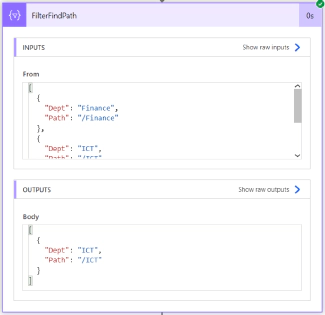 {v} FilterFindPath 0s
INPUTS Show raw inputs >
From
[
{
"Dept": "Finance",
"Path": "/Finance"
},
{
"Dept": "ICT",
"Path": "/ICT"
OUTPUTS Show raw outputs >
Body
[
{
"Dept": "ICT",
"Path": "/ICT"
}
]